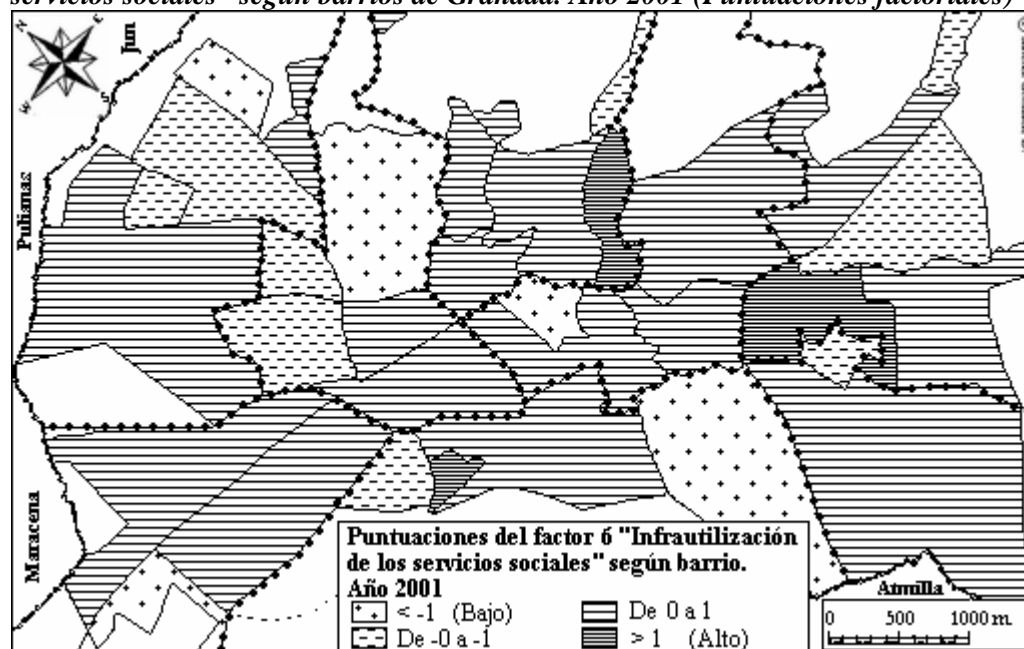 servicios sociales" según barrios de Granada. Año 2001 (Puntuaciones factoriales)
N
E
W
S
Jun
Pulianas
Maracena
Puntuaciones del factor 6 "Infrautilización
de los servicios sociales" según barrio.
Año 2001
< -1 (Bajo)
De 0 a 1
De -0 a -1
> 1 (Alto)
Atmilla
0 500 1000 m.